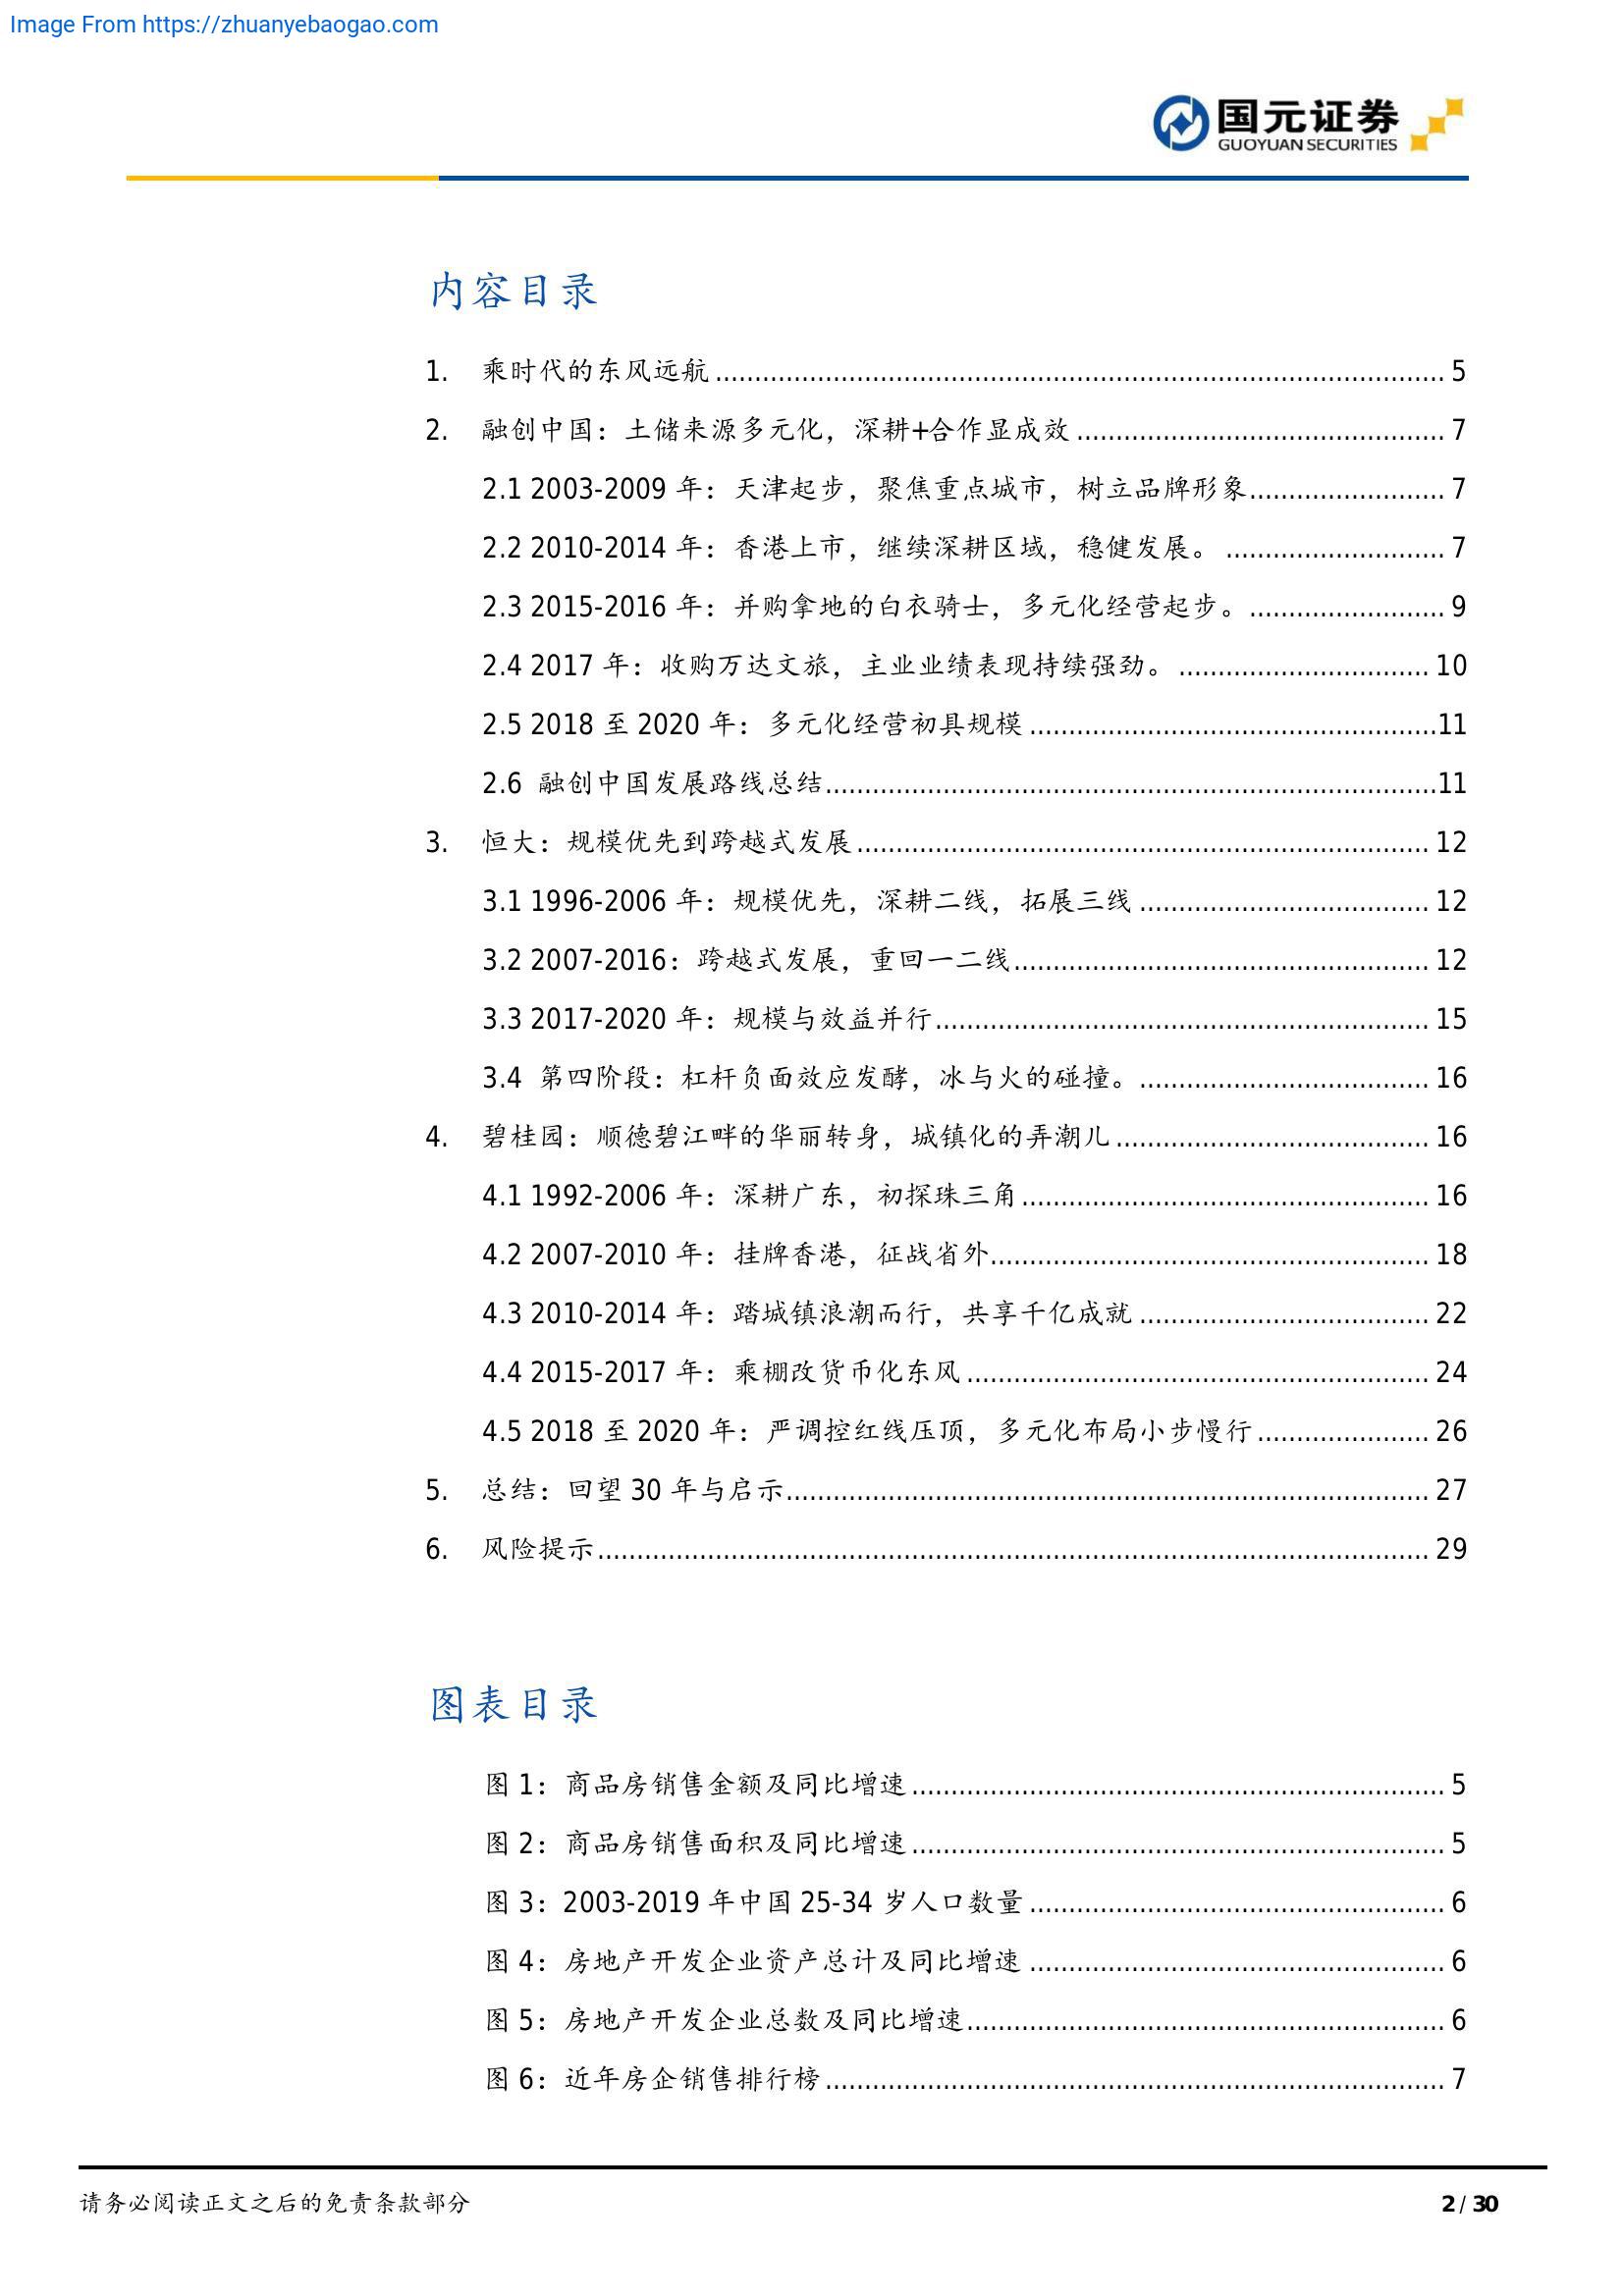 Image From https://zhuanyebaogao.com
国元证券
GUOYUAN SECURITIES
内容目录
1. 乘时代的东风远航 5
2. 融创中国：土储来源多元化，深耕+合作显成效 7
2.1 2003-2009 年：天津起步，聚焦重点城市，树立品牌形象 7
2.2 2010-2014 年：香港上市，继续深耕区域，稳健发展。 7
2.3 2015-2016 年：并购拿地的白衣骑士，多元化经营起步。 9
2.4 2017 年：收购万达文旅，主业业绩表现持续强劲。 10
2.5 2018 至 2020 年：多元化经营初具规模 11
2.6 融创中国发展路线总结 11
3. 恒大：规模优先到跨越式发展 12
3.1 1996-2006 年：规模优先，深耕二线，拓展三线 12
3.2 2007-2016：跨越式发展，重回一二线 12
3.3 2017-2020 年：规模与效益并行 15
3.4 第四阶段：杠杆负面效应发酵，冰与火的碰撞。 16
4. 碧桂园：顺德碧江畔的华丽转身，城镇化的弄潮儿 16
4.1 1992-2006 年：深耕广东，初探珠三角 16
4.2 2007-2010 年：挂牌香港，征战省外 18
4.3 2010-2014 年：踏城镇浪潮而行，共享千亿成就 22
4.4 2015-2017 年：乘棚改货币化东风 24
4.5 2018 至 2020 年：严调控红线压顶，多元化布局小步慢行 26
5. 总结：回望 30 年与启示 27
6. 风险提示 29
图表目录
图 1：商品房销售金额及同比增速 5
图 2：商品房销售面积及同比增速 5
图 3：2003-2019 年中国 25-34 岁人口数量 6
图 4：房地产开发企业资产总计及同比增速 6
图 5：房地产开发企业总数及同比增速 6
图 6：近年房企销售排行榜 7
请务必阅读正文之后的免责条款部分 2 / 30